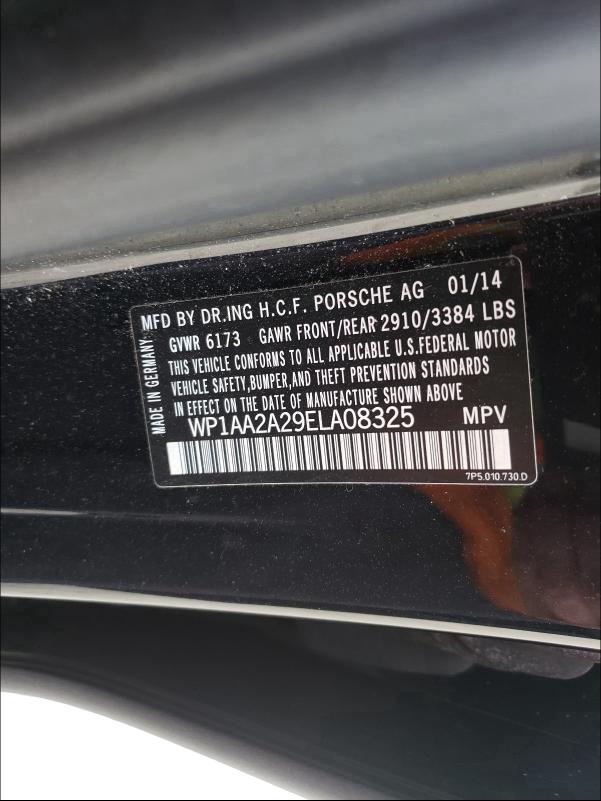 MFD BY DR.ING H.C.F. PORSCHE AG 01/14
GVWR 6173 GAWR FRONT/REAR 2910/3384 LBS
THIS VEHICLE CONFORMS TO ALL APPLICABLE U.S.FEDERAL MOTOR
VEHICLE SAFETY,BUMPER,AND THEFT PREVENTION STANDARDS
IN EFFECT ON THE DATE OF MANUFACTURE SHOWN ABOVE
WP1AA2A29ELA08325 MPV
7P5.010.730.D
MADE IN GERMANY